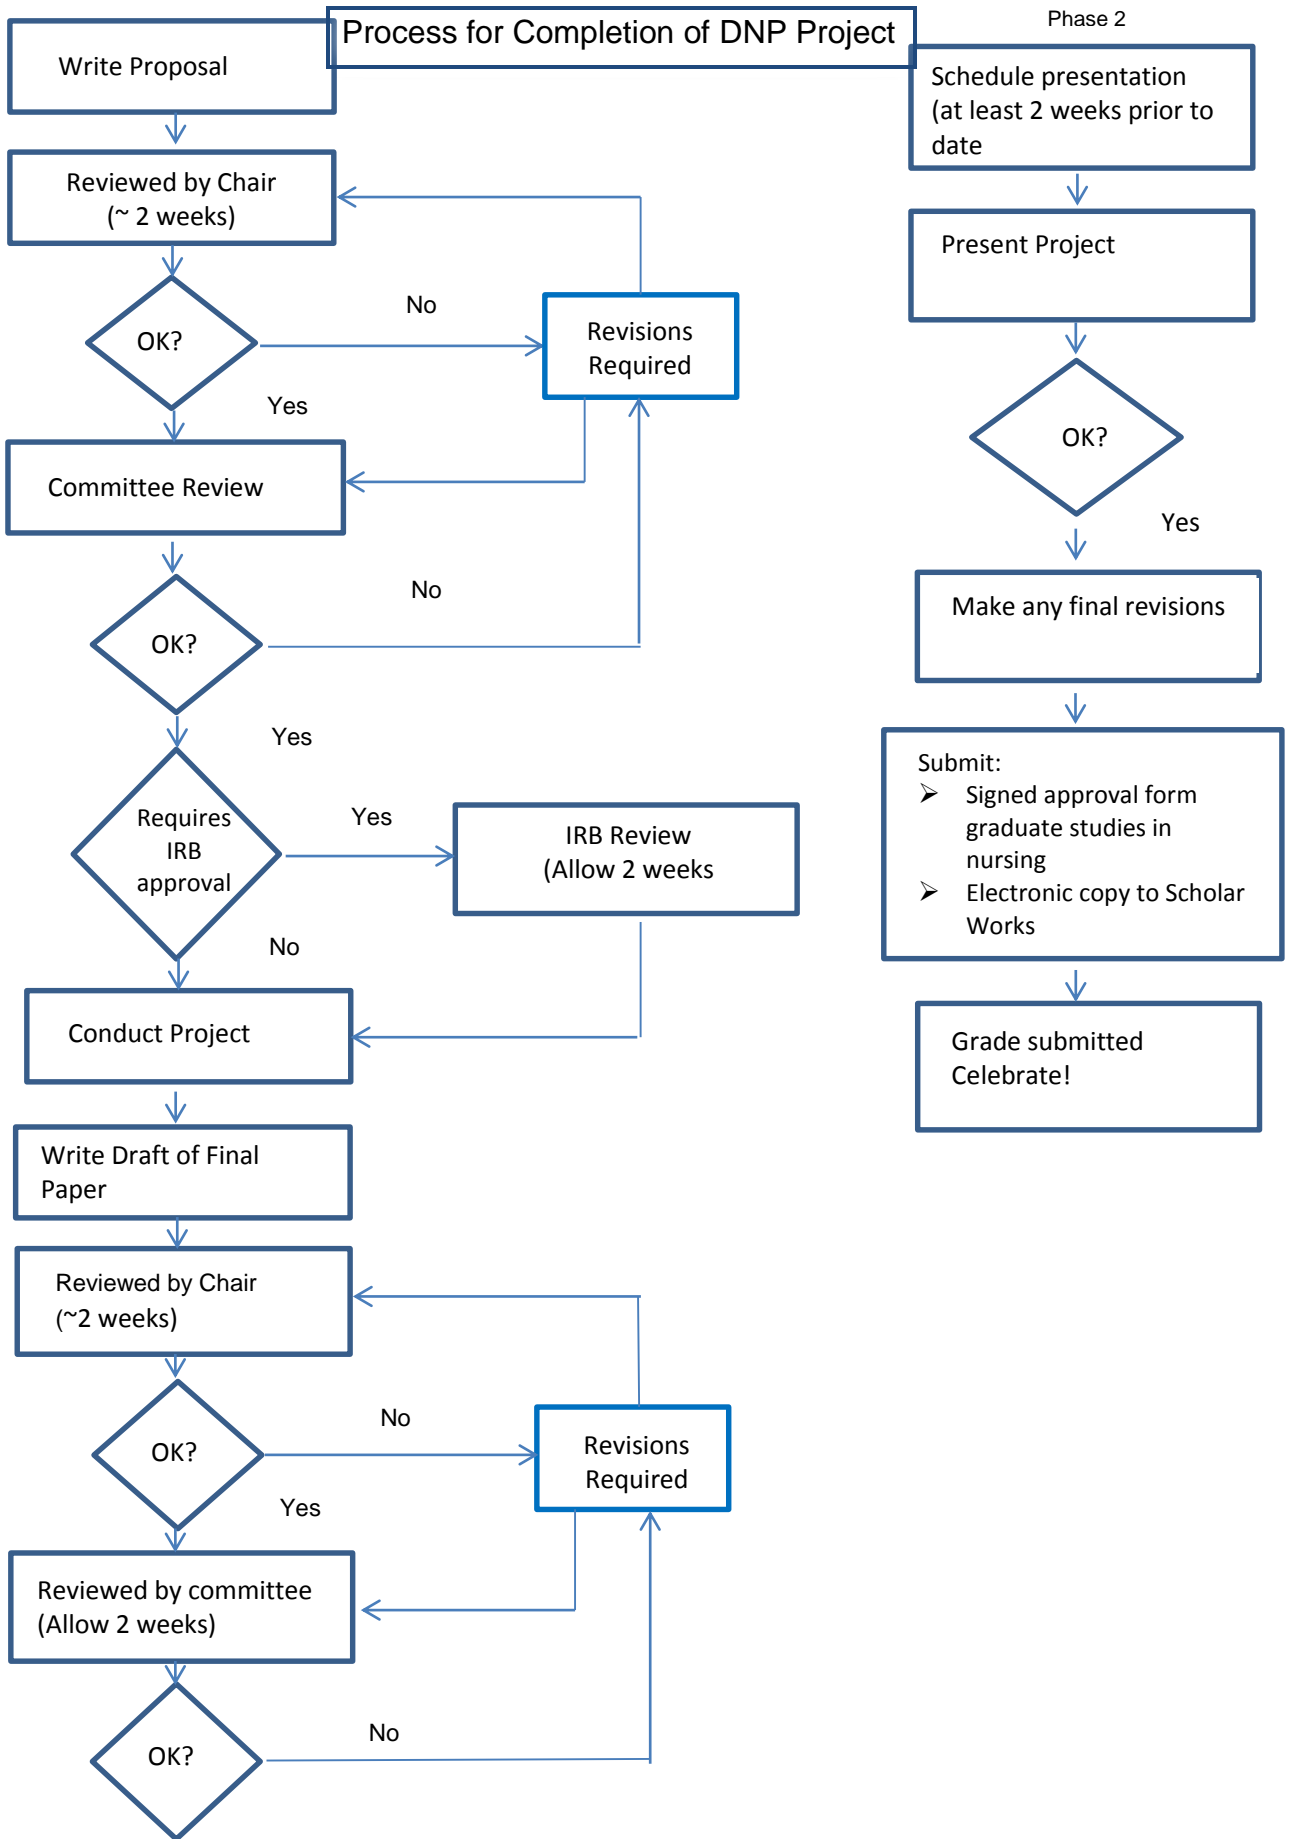 Process for Completion of DNP Project
Write Proposal
Reviewed by Chair
(~ 2 weeks)
OK?
No
Revisions
Required
Yes
Committee Review
OK?
No
Yes
Requires
IRB
approval
Yes
IRB Review
(Allow 2 weeks
No
Conduct Project
Write Draft of Final
Paper
Reviewed by Chair
(~2 weeks)
OK?
No
Revisions
Required
Yes
Reviewed by committee
(Allow 2 weeks)
OK?
No
Phase 2
Schedule presentation
(at least 2 weeks prior to
date
Present Project
OK?
Yes
Make any final revisions
Submit:
➢ Signed approval form
graduate studies in
nursing
➢ Electronic copy to Scholar
Works
Grade submitted
Celebrate!